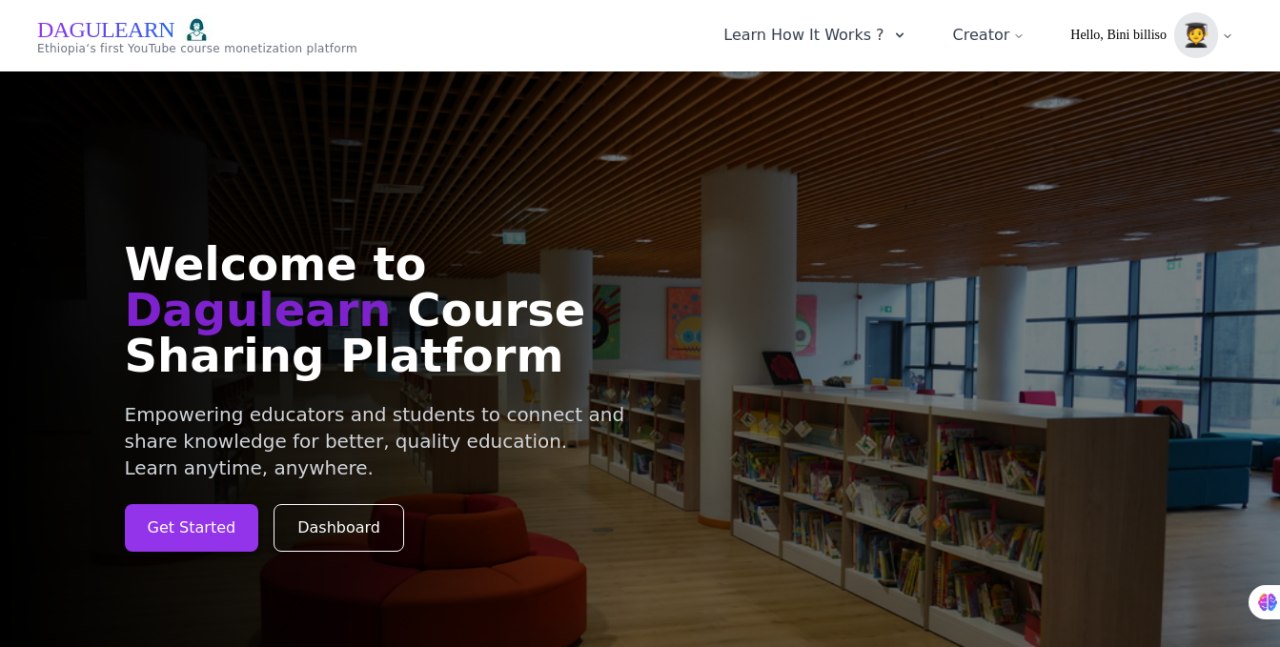 DAGULEARN
Ethiopia's first YouTube course monetization platform
Learn How It Works ?
Creator
Hello, Bini billiso
Welcome to
Dagulearn Course
Sharing Platform
Empowering educators and students to connect and
share knowledge for better, quality education.
Learn anytime, anywhere.
Get Started
Dashboard